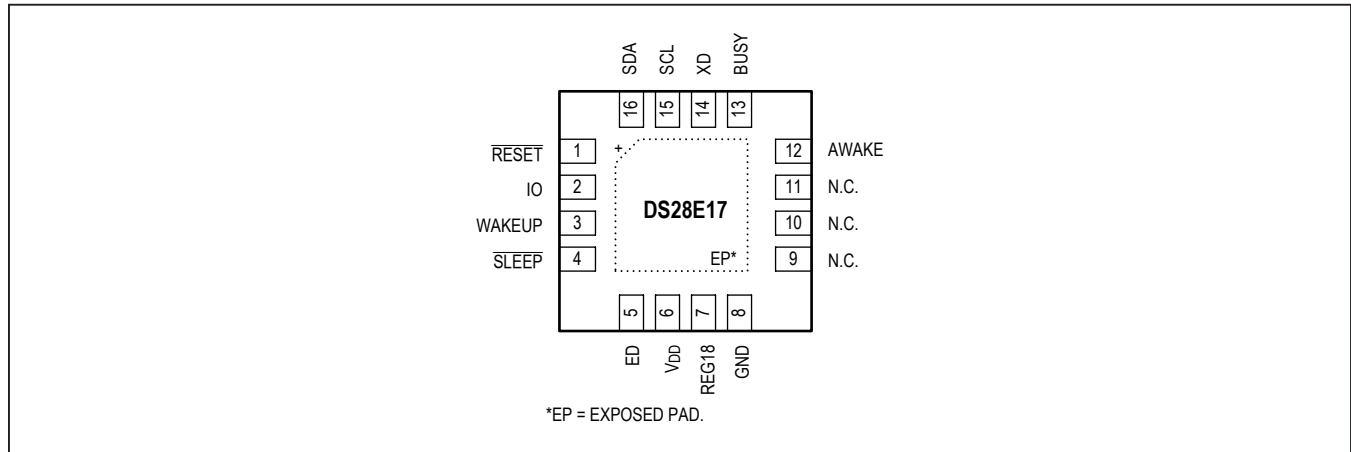 SDA SCL XD BUSY
16 15 14 13
RESET 1 + 12 AWAKE
IO 2 11 N.C.
DS28E17
WAKEUP 3 10 N.C.
SLEEP 4 EP* 9 N.C.
5 6 7 8
ED VDD REG18 GND
*EP = EXPOSED PAD.